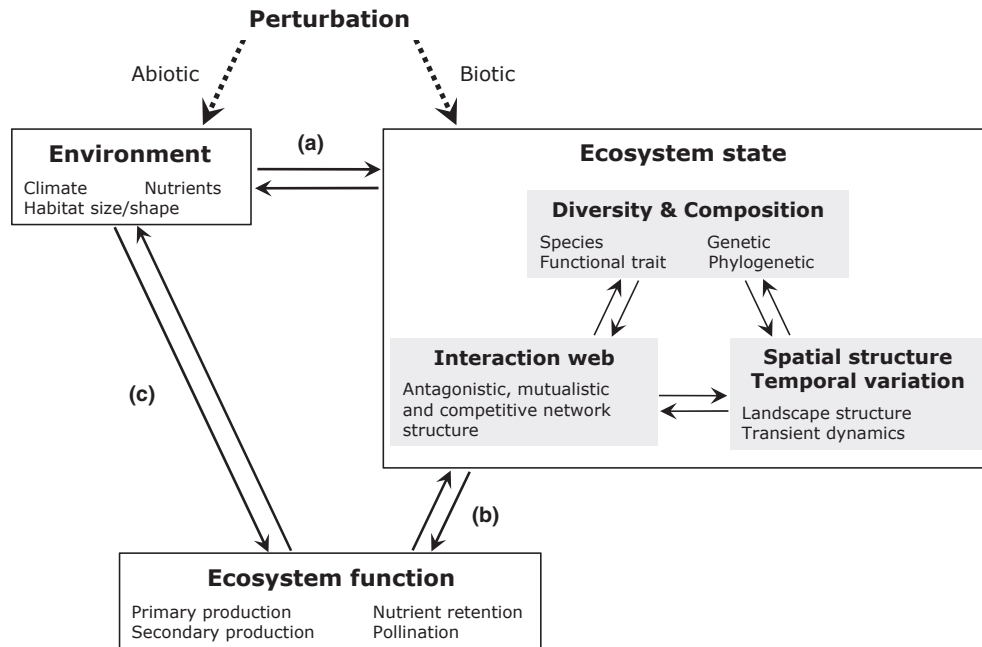 Perturbation
Abiotic
Biotic
(a)
Environment
Climate Nutrients
Habitat size/shape
Ecosystem state
Diversity & Composition
Species Genetic
Functional trait Phylogenetic
Interaction web
Antagonistic, mutualistic
and competitive network
structure
Spatial structure
Temporal variation
Landscape structure
Transient dynamics
(c)
(b)
Ecosystem function
Primary production Nutrient retention
Secondary production Pollination